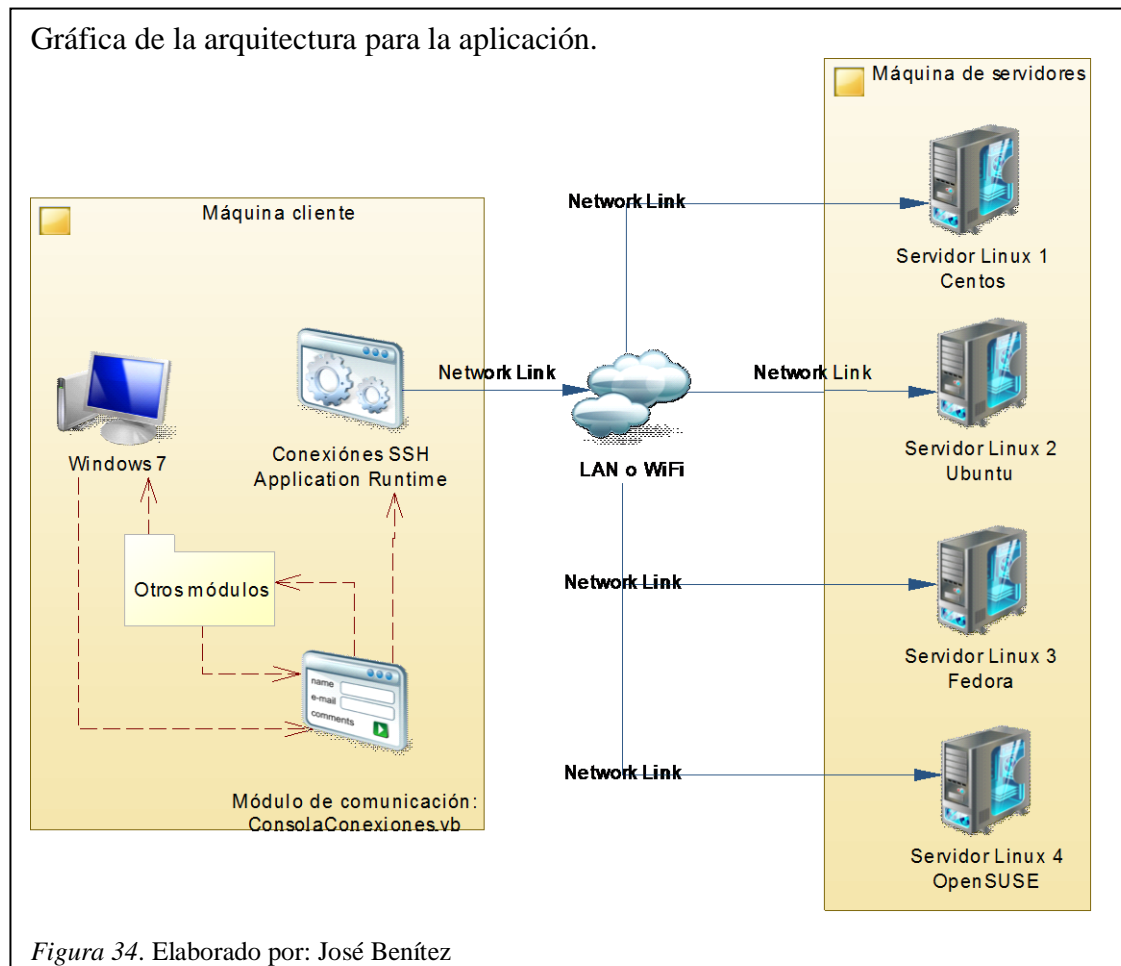 Gráfica de la arquitectura para la aplicación.
Máquina cliente
Windows 7
Conexiónes SSH
Application Runtime
Otros módulos
name
e-mail
comments
Módulo de comunicación:
ConsolaConexiones.vb
Network Link
LAN o WiFi
Network Link
Network Link
Network Link
Network Link
Máquina de servidores
Servidor Linux 1
Centos
Servidor Linux 2
Ubuntu
Servidor Linux 3
Fedora
Servidor Linux 4
OpenSUSE
Figura 34. Elaborado por: José Benítez